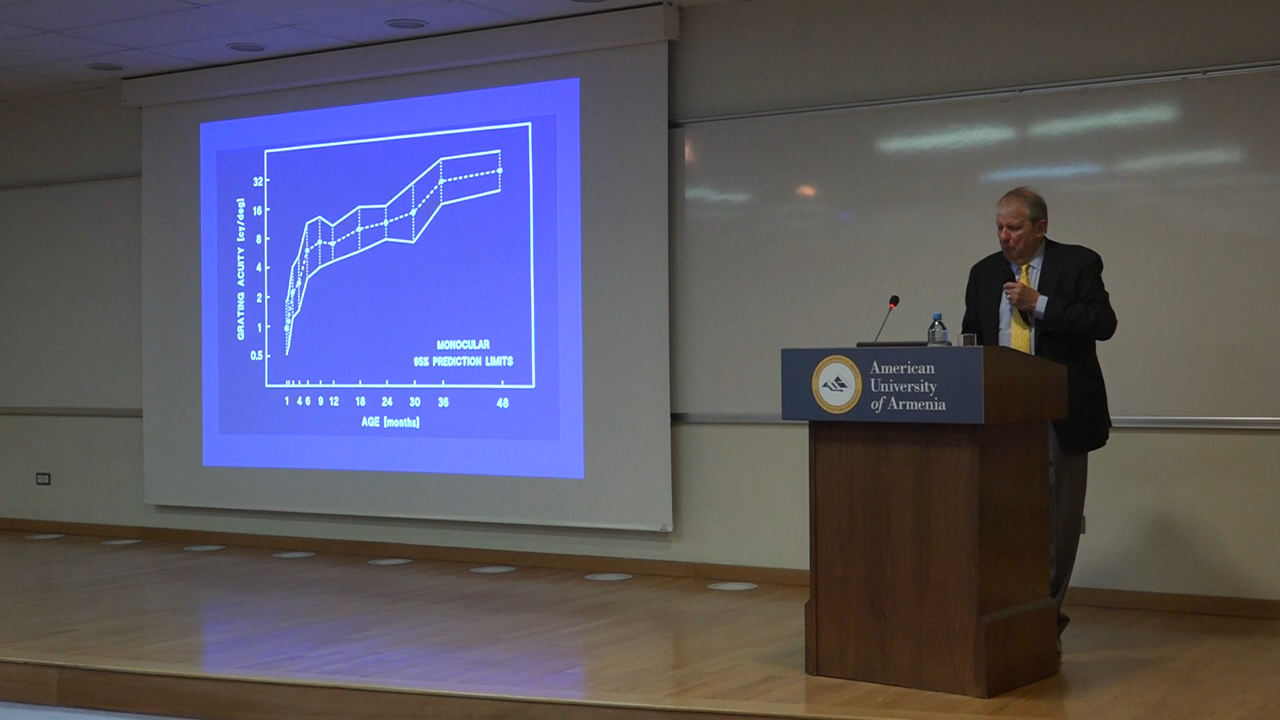 GRATING ACUITY [cy/deg]
32
16
8
4
2
1
0.5
MONOCULAR
95% PREDICTION LIMITS
1 4 6 9 12 18 24 30 36 48
AGE [months]
American
University
of Armenia